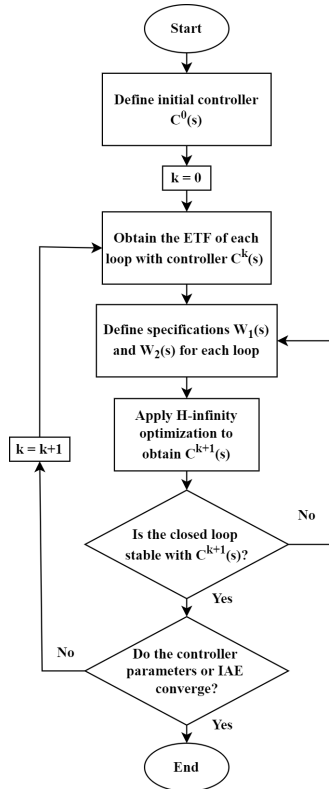 Start
Define initial controller
C⁰(s)
k = 0
Obtain the ETF of each
loop with controller Cᵏ(s)
Define specifications W₁(s)
and W₂(s) for each loop
Apply H-infinity
optimization to
obtain Cᵏ⁺¹(s)
k = k+1
Is the closed loop
stable with Cᵏ⁺¹(s)?
No
Yes
Do the controller
parameters or IAE
converge?
No
Yes
End